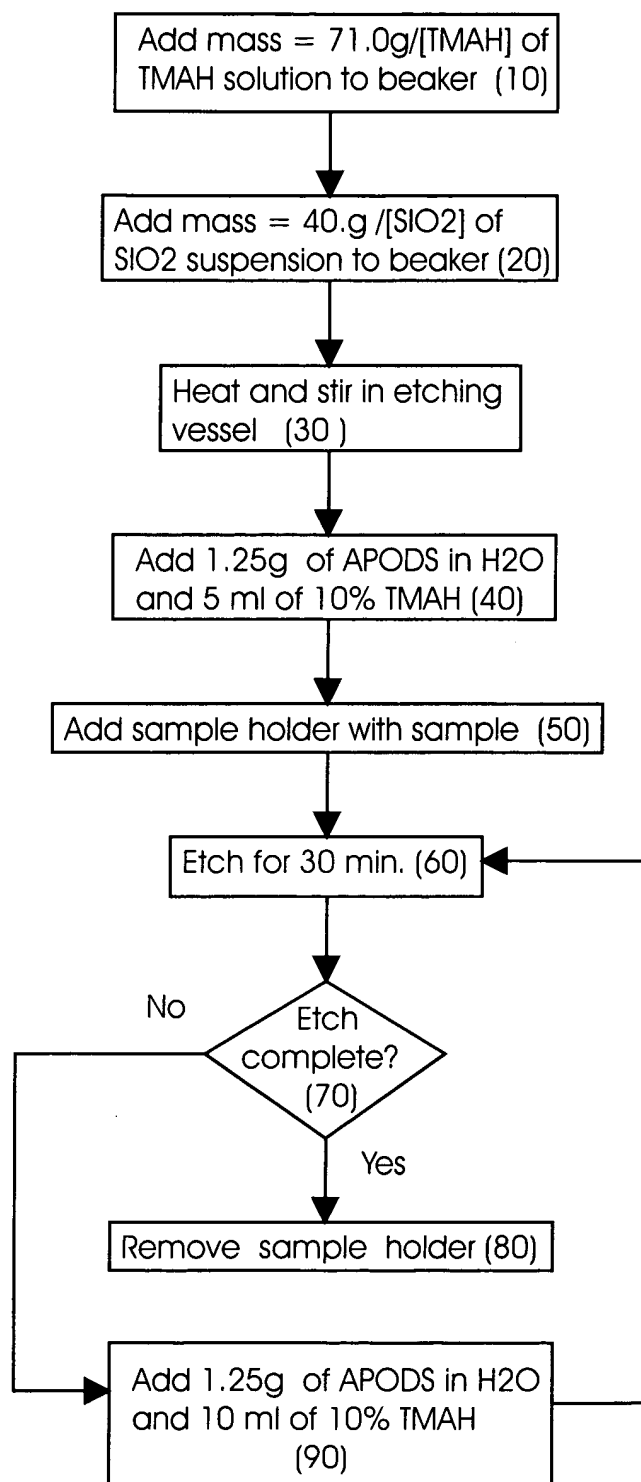 Add mass = 71.0g/[TMAH] of
TMAH solution to beaker (10)
Add mass = 40.g /[SIO2] of
SIO2 suspension to beaker (20)
Heat and stir in etching
vessel (30 )
Add 1.25g of APODS in H2O
and 5 ml of 10% TMAH (40)
Add sample holder with sample (50)
Etch for 30 min. (60)
No
Etch
complete?
(70)
Yes
Remove sample holder (80)
Add 1.25g of APODS in H2O
and 10 ml of 10% TMAH
(90)